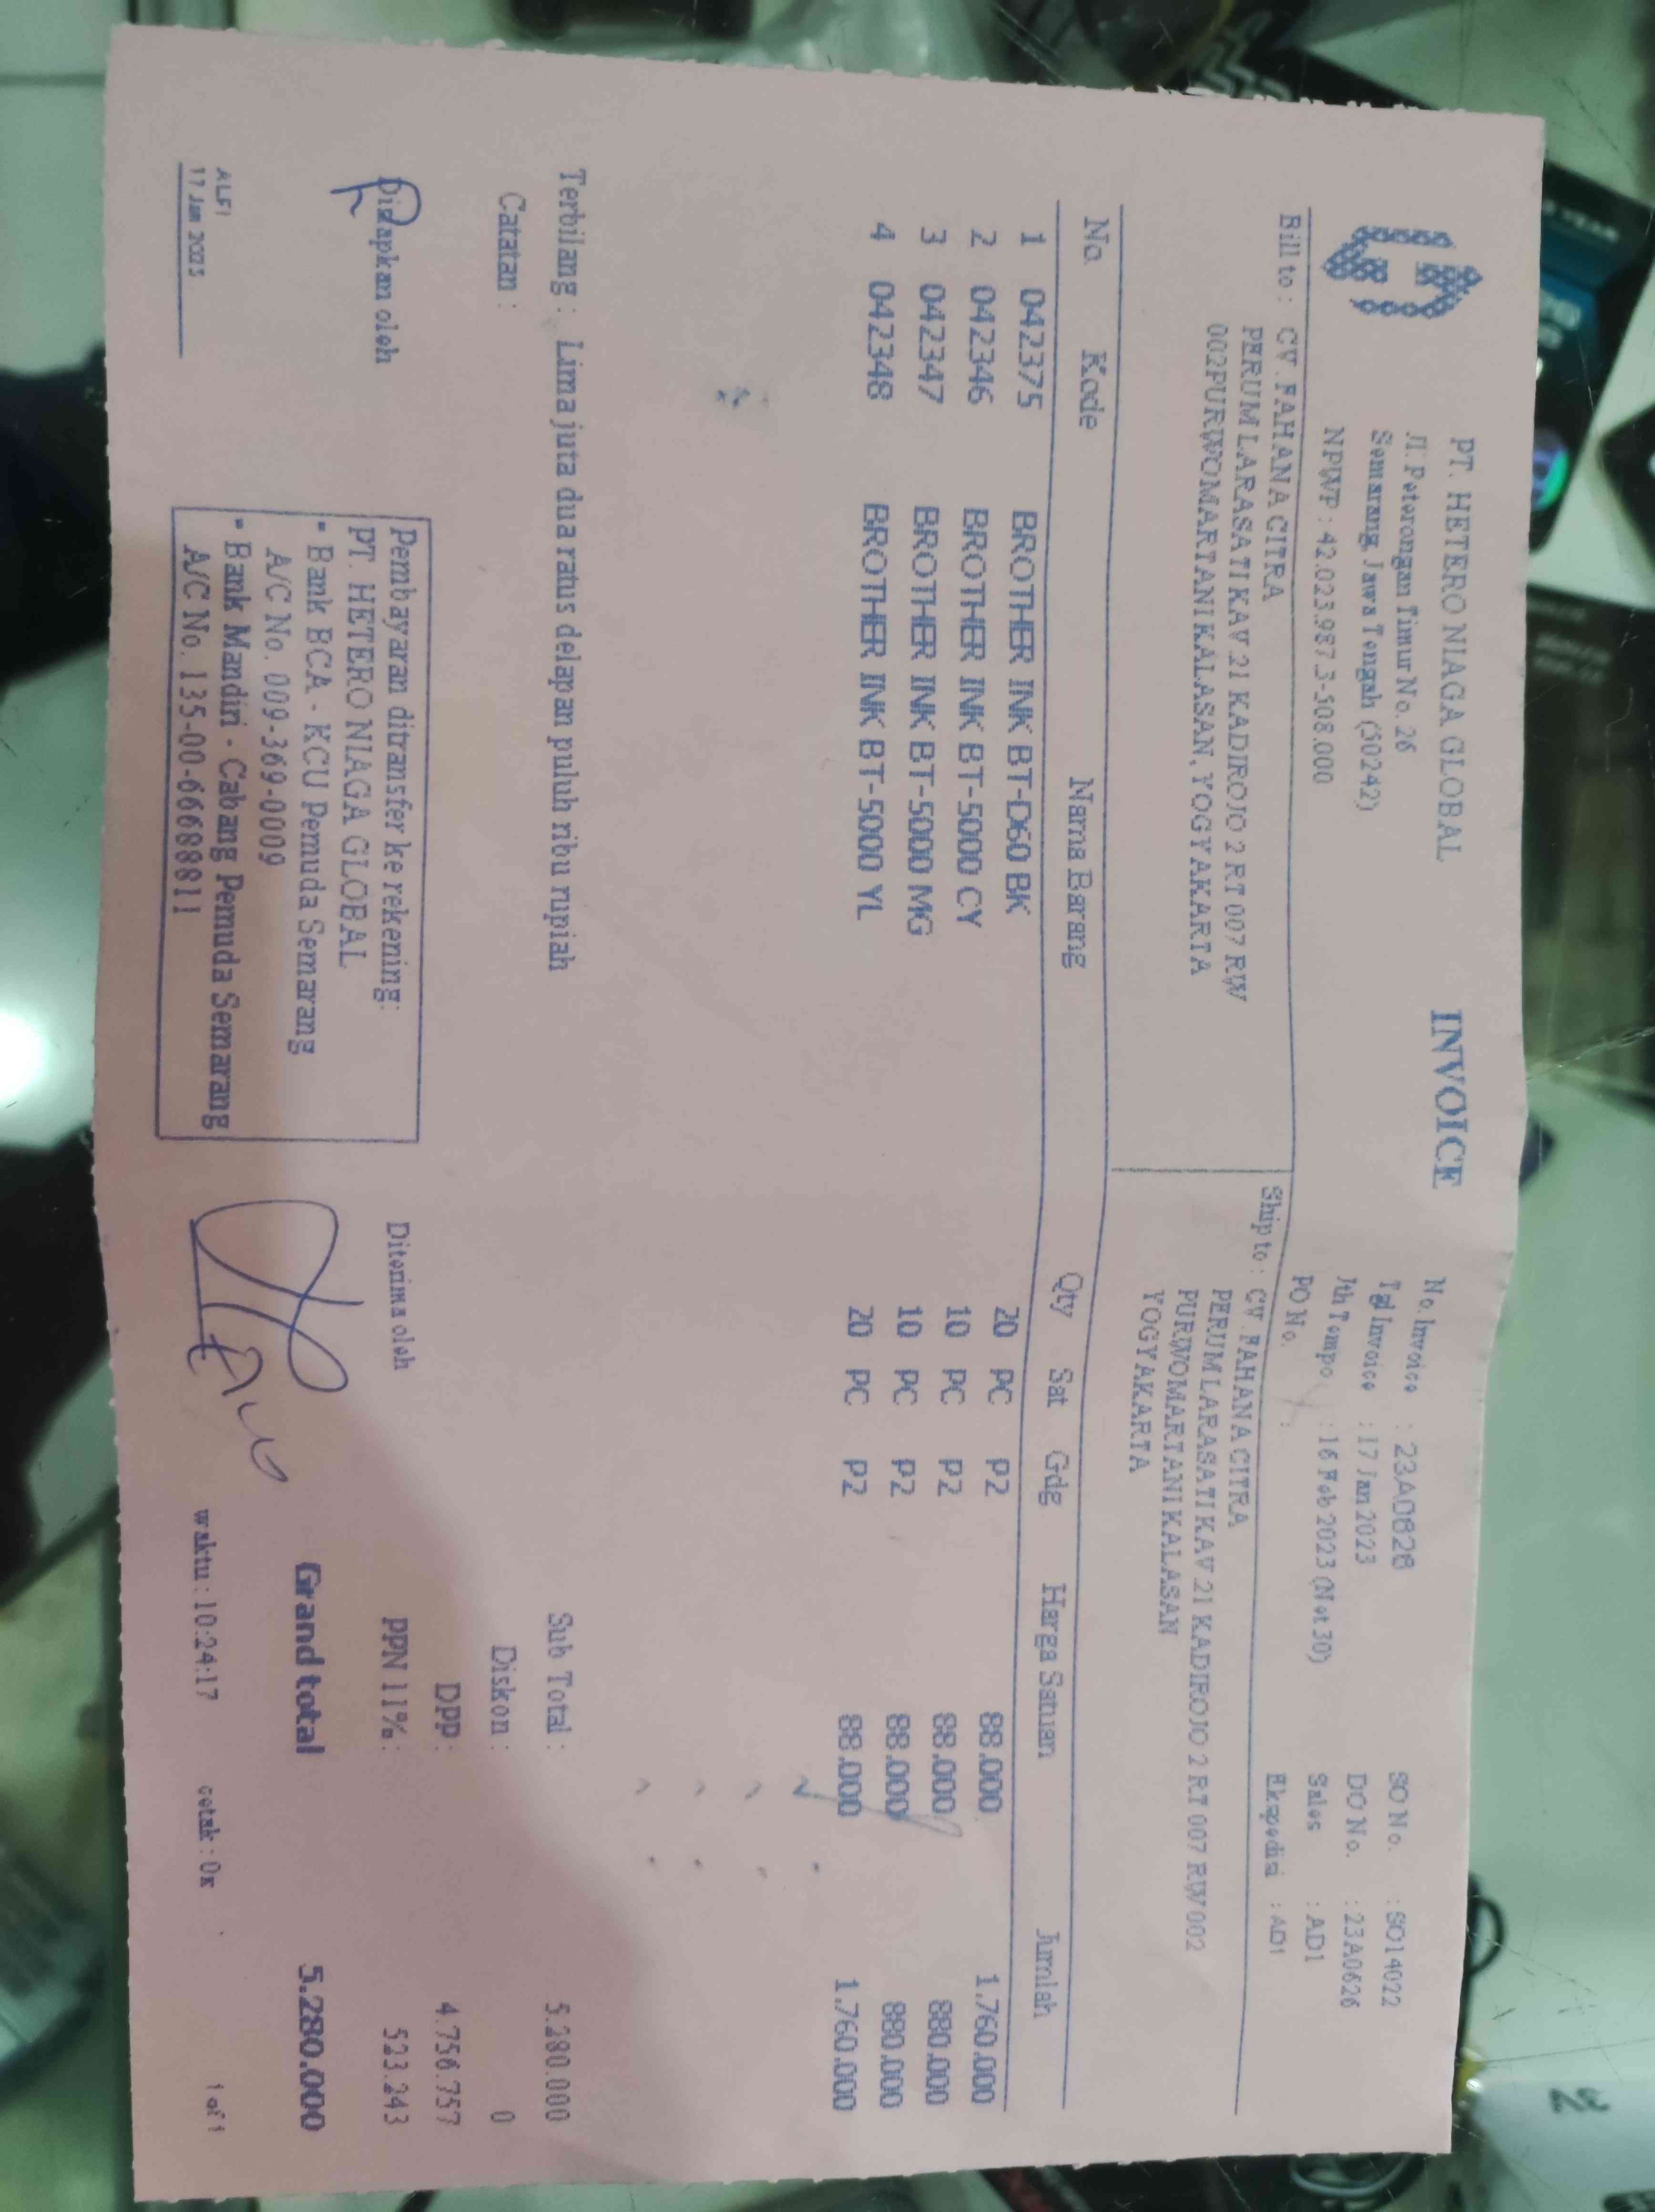 PT. HETERO NIAGA GLOBAL
INVOICE
Jl. Peterongan Timur No. 26
Semarang, Jawa Tengah (50242)
NPWP : 42.023.987.3-508.000
No. Invoice : 23A0828
Tgl Invoice : 17 Jan 2023
Jth Tempo : 16 Feb 2023 (Net 30)
PO No. :
SO No. : SO14022
DO No. : 23A0626
Sales : AD1
Ekspedisi : AD1
Bill to : CV. FAHANA CITRA
PERUM LARASATI KAV 21 KADIROJO 2 RT 007 RW
002PURWOMARTANI KALASAN, YOGYAKARTA
Ship to : CV. FAHANA CITRA
PERUM LARASATI KAV 21 KADIROJO 2 RT 007 RW 002
PURWOMARTANI KALASAN
YOGYAKARTA
No. Kode Nama Barang Qty Sat Gdg Harga Satuan Jumlah
1 042375 BROTHER INK BT-D60 BK 20 PC P2 88.000 1.760.000
2 042346 BROTHER INK BT-5000 CY 10 PC P2 88.000 880.000
3 042347 BROTHER INK BT-5000 MG 10 PC P2 88.000 880.000
4 042348 BROTHER INK BT-5000 YL 20 PC P2 88.000 1.760.000
Terbilang : Lima juta dua ratus delapan puluh ribu rupiah
Catatan :
Sub Total : 5.280.000
Diskon : 0
DPP : 4.756.757
PPN 11% : 523.243
Grand total 5.280.000
Disiapkan oleh
ALFI
17 Jan 2023
Pembayaran ditransfer ke rekening:
PT. HETERO NIAGA GLOBAL
- Bank BCA - KCU Pemuda Semarang
A/C No. 009-369-0009
- Bank Mandiri - Cabang Pemuda Semarang
A/C No. 135-00-6668811
Diterima oleh
waktu : 10:24:17 cetak : 0x 1 of 1